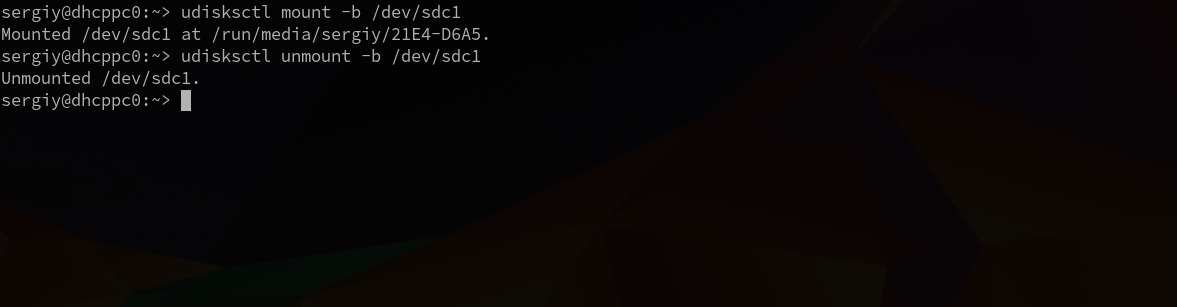 sergiy@dhcppc0:~> udisksctl mount -b /dev/sdc1
Mounted /dev/sdc1 at /run/media/sergiy/21E4-D6A5.
sergiy@dhcppc0:~> udisksctl unmount -b /dev/sdc1
Unmounted /dev/sdc1.
sergiy@dhcppc0:~>